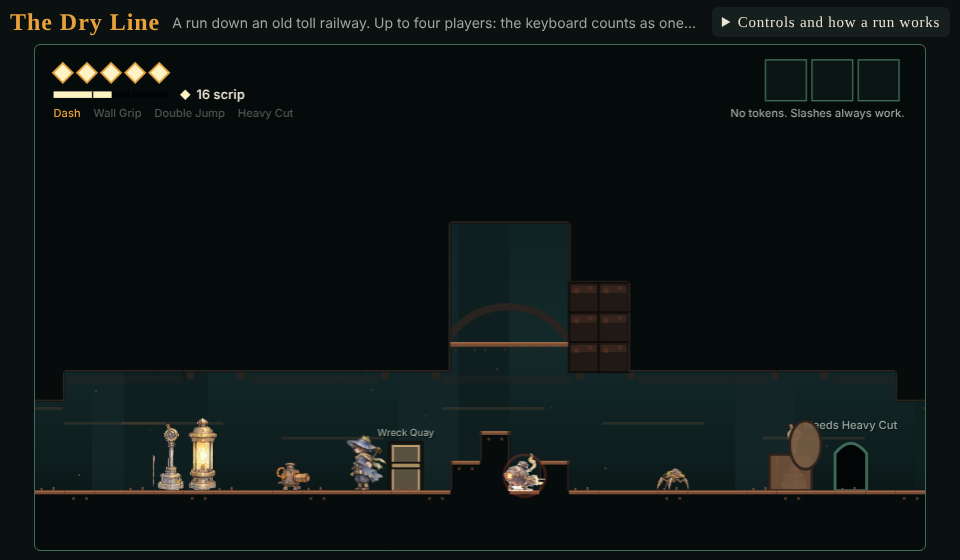 The Dry Line
A run down an old toll railway. Up to four players: the keyboard counts as one...
▶ Controls and how a run works
16 scrip
Dash Wall Grip Double Jump Heavy Cut
No tokens. Slashes always work.
Wreck Quay
Heavy Cut